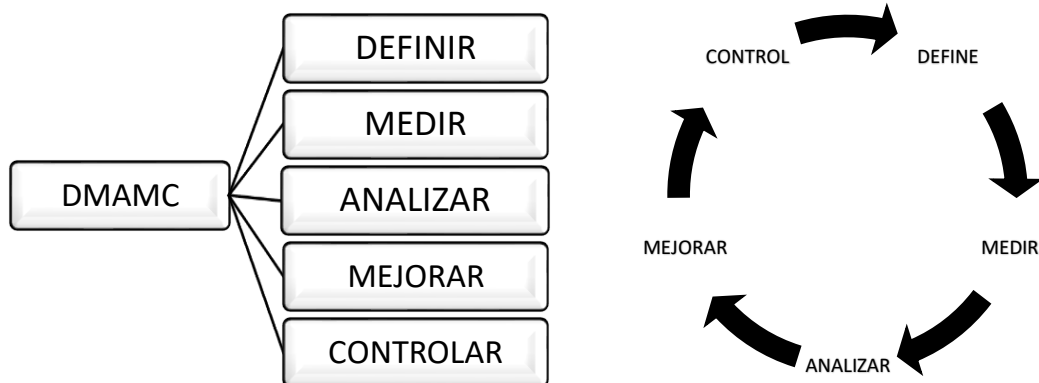 DMAMC
DEFINIR
MEDIR
ANALIZAR
MEJORAR
CONTROLAR
CONTROL
DEFINE
MEDIR
ANALIZAR
MEJORAR